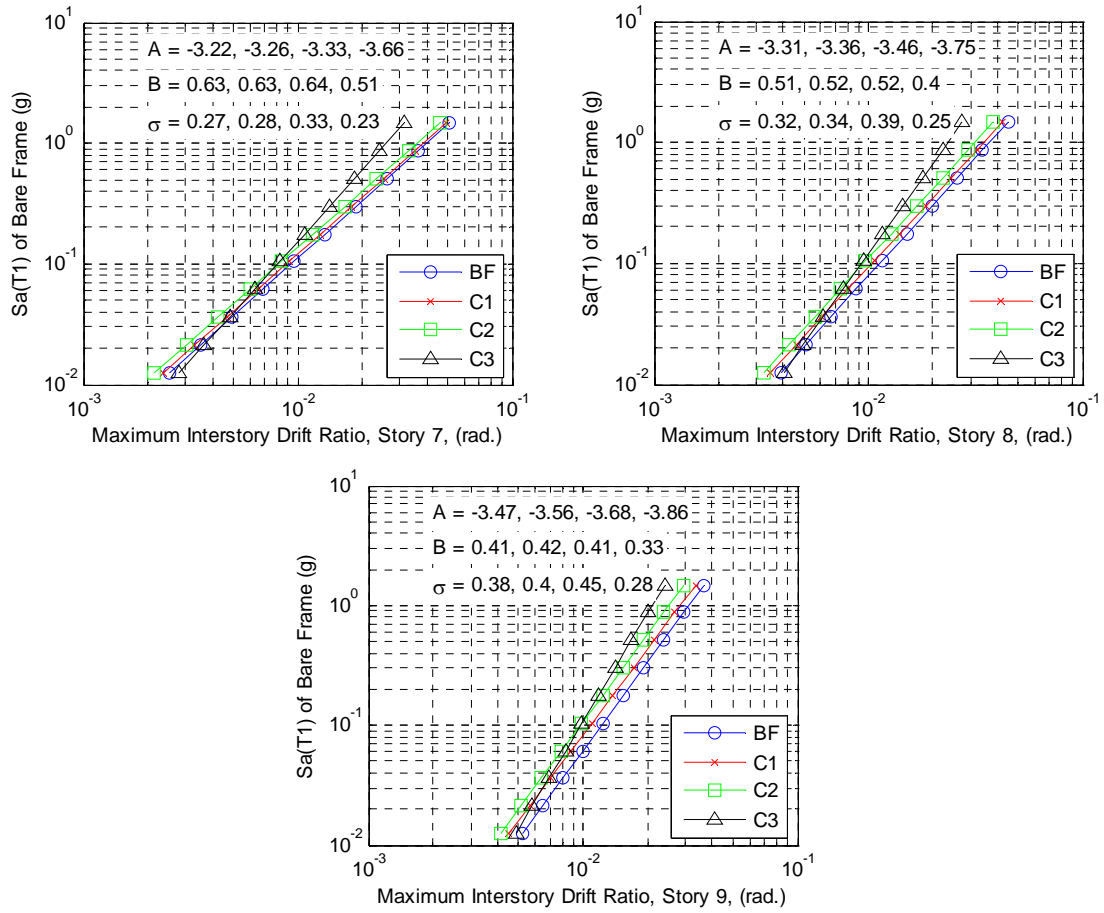 10^1
A = -3.22, -3.26, -3.33, -3.66
B = 0.63, 0.63, 0.64, 0.51
σ = 0.27, 0.28, 0.33, 0.23
10^0
Sa(T1) of Bare Frame (g)
10^-1
BF
C1
C2
C3
10^-2
10^-3
10^-2
10^-1
Maximum Interstory Drift Ratio, Story 7, (rad.)
10^1
A = -3.31, -3.36, -3.46, -3.75
B = 0.51, 0.52, 0.52, 0.4
σ = 0.32, 0.34, 0.39, 0.25
10^0
Sa(T1) of Bare Frame (g)
10^-1
BF
C1
C2
C3
10^-2
10^-3
10^-2
10^-1
Maximum Interstory Drift Ratio, Story 8, (rad.)
10^1
A = -3.47, -3.56, -3.68, -3.86
B = 0.41, 0.42, 0.41, 0.33
σ = 0.38, 0.4, 0.45, 0.28
10^0
Sa(T1) of Bare Frame (g)
10^-1
BF
C1
C2
C3
10^-2
10^-3
10^-2
10^-1
Maximum Interstory Drift Ratio, Story 9, (rad.)